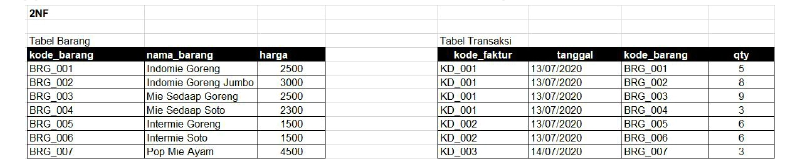 2NF
Tabel Barang Tabel Transaksi
kode_barang nama_barang harga kode_faktur tanggal kode_barang qty
BRG_001 Indomie Goreng 2500 KD_001 13/07/2020 BRG_001 5
BRG_002 Indomie Goreng Jumbo 3000 KD_001 13/07/2020 BRG_002 8
BRG_003 Mie Sedaap Goreng 2500 KD_001 13/07/2020 BRG_003 9
BRG_004 Mie Sedaap Soto 2300 KD_001 13/07/2020 BRG_004 3
BRG_005 Intermie Goreng 1500 KD_002 13/07/2020 BRG_005 6
BRG_006 Intermie Soto 1500 KD_002 13/07/2020 BRG_006 6
BRG_007 Pop Mie Ayam 4500 KD_003 14/07/2020 BRG_007 3